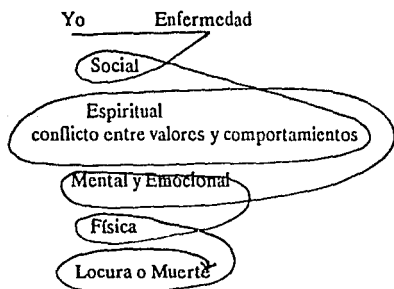 Yo Enfermedad
Social
Espiritual
conflicto entre valores y comportamientos
Mental y Emocional
Física
Locura o Muerte